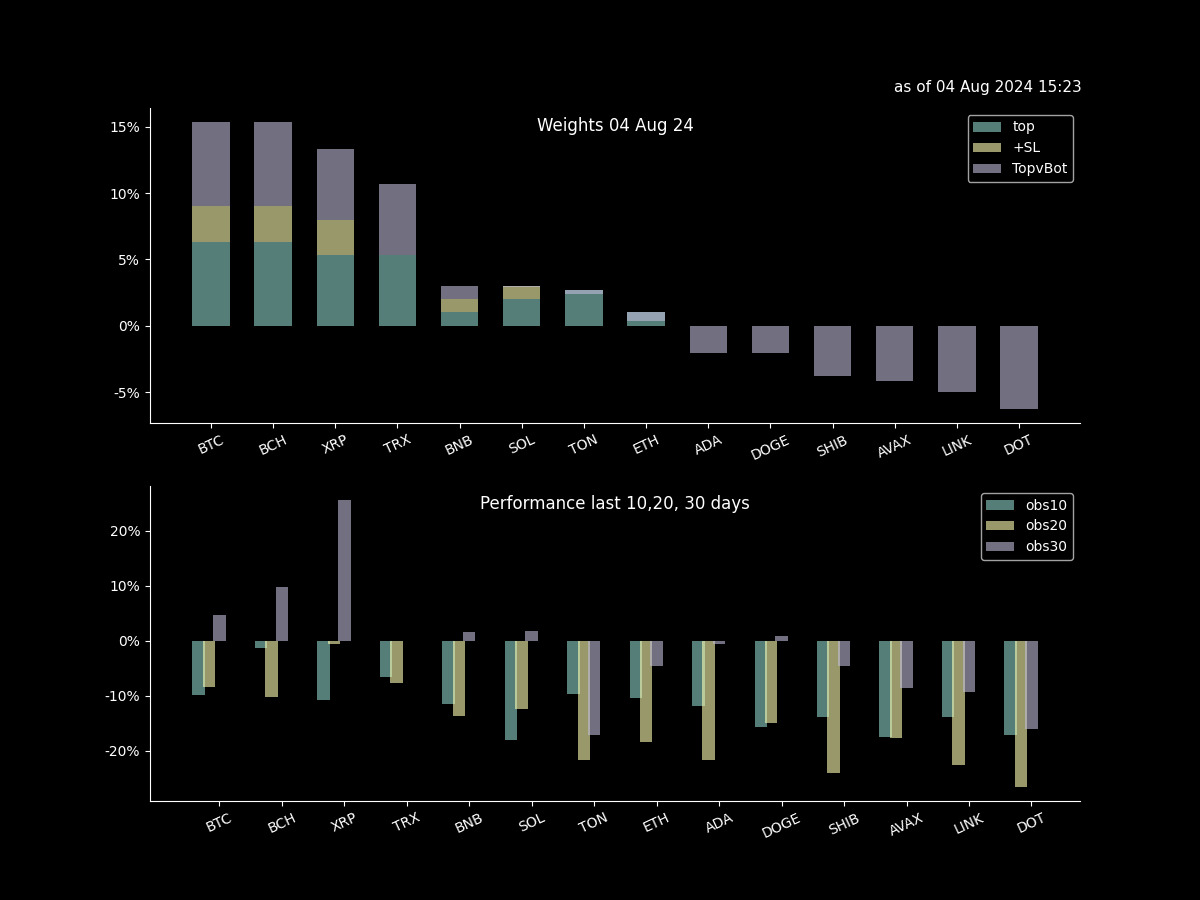 as of 04 Aug 2024 15:23
Weights 04 Aug 24
top
+SL
TopvBot
15%
10%
5%
0%
-5%
BTC BCH XRP TRX BNB SOL TON ETH ADA DOGE SHIB AVAX LINK DOT
Performance last 10,20, 30 days
obs10
obs20
obs30
20%
10%
0%
-10%
-20%
BTC BCH XRP TRX BNB SOL TON ETH ADA DOGE SHIB AVAX LINK DOT